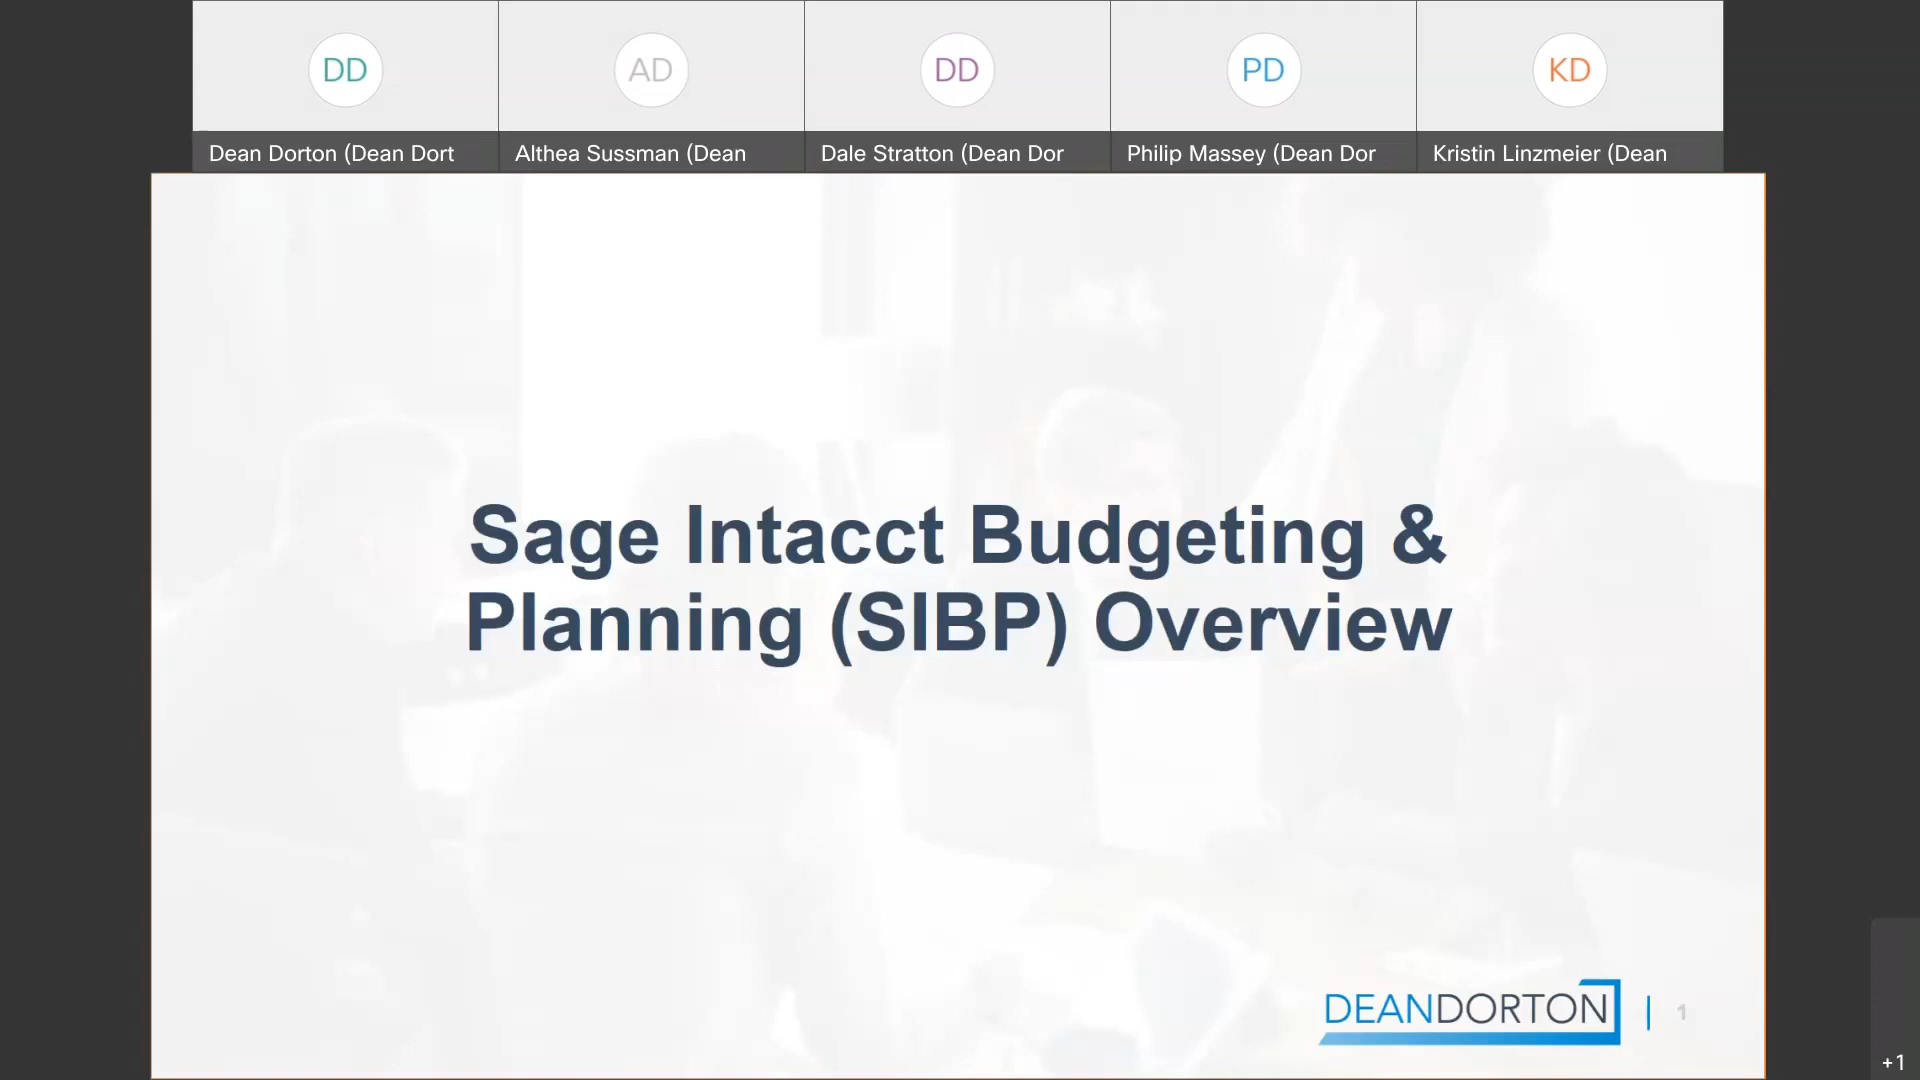 DD
AD
DD
PD
KD
Dean Dorton (Dean Dort
Althea Sussman (Dean
Dale Stratton (Dean Dor
Philip Massey (Dean Dor
Kristin Linzmeier (Dean
Sage Intacct Budgeting &
Planning (SIBP) Overview
DEANDORTON | 1
+1